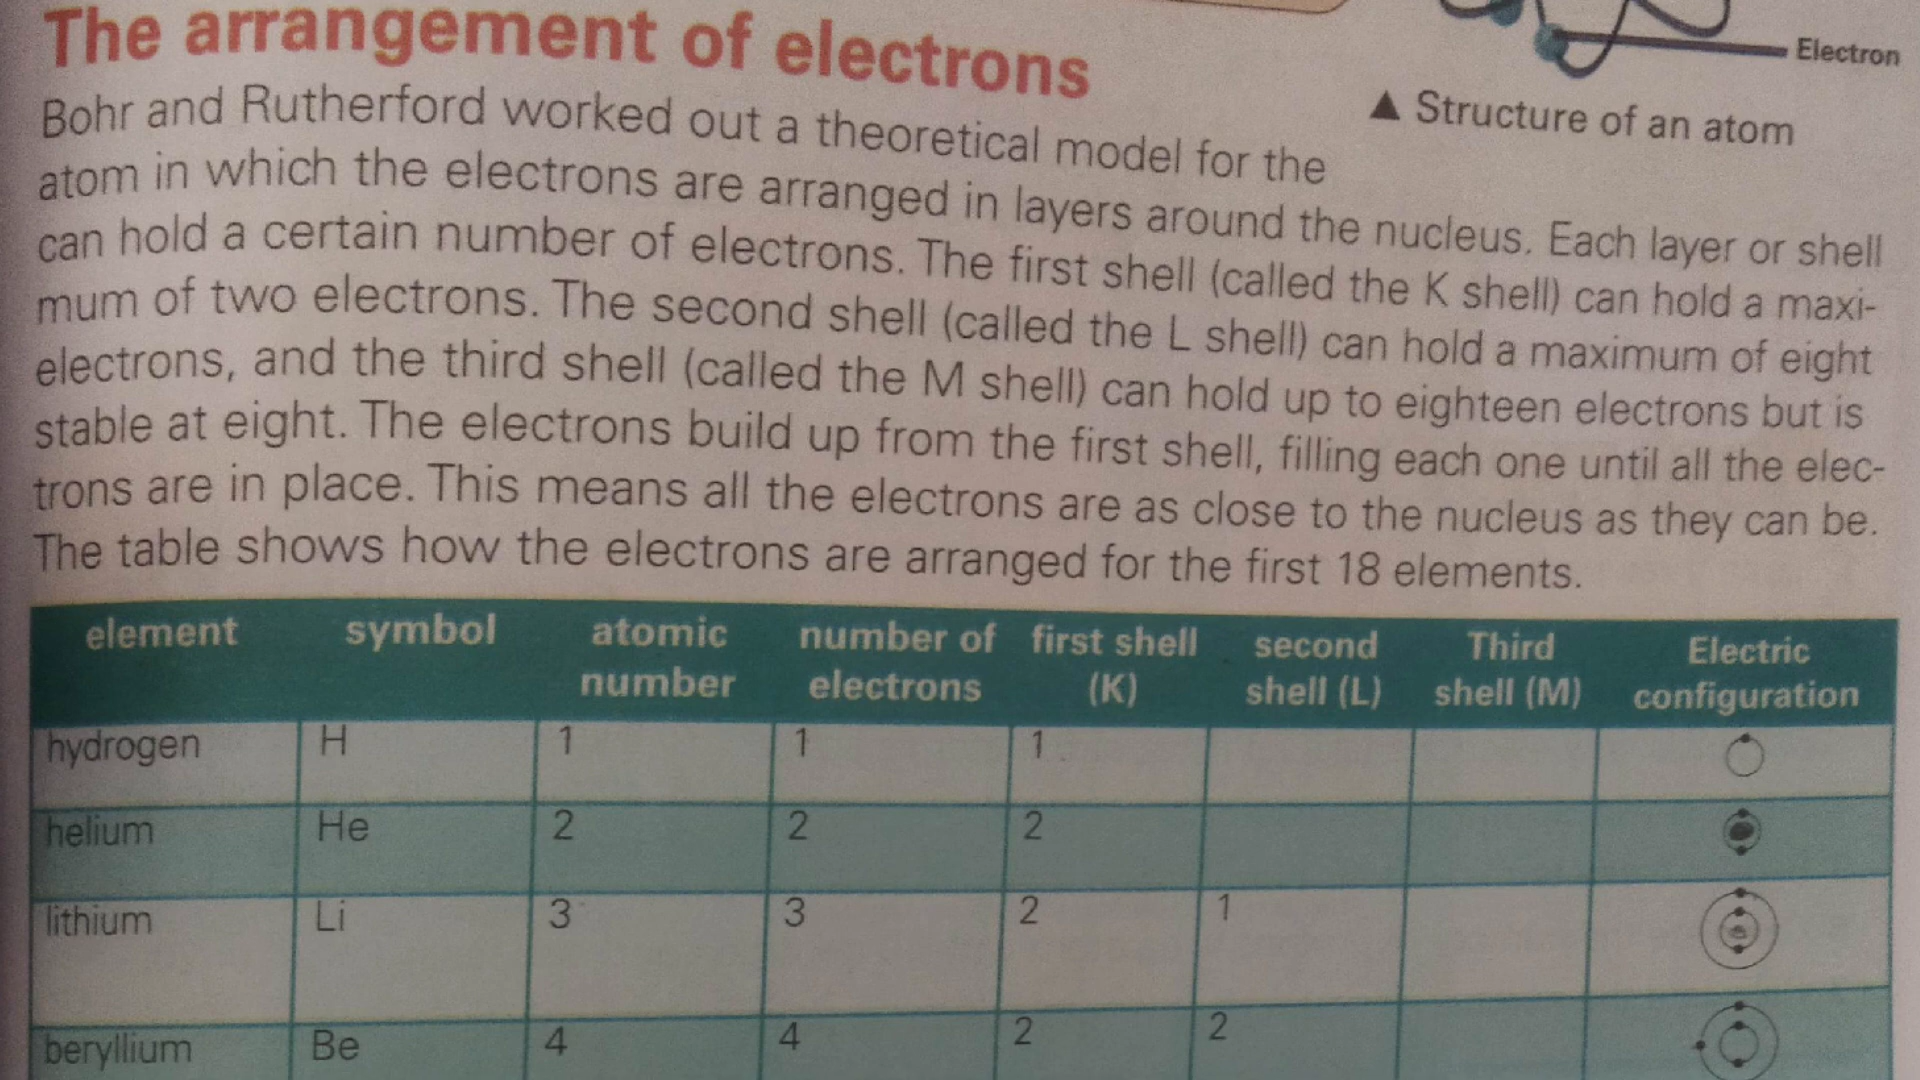 The arrangement of electrons
Electron
▲ Structure of an atom
Bohr and Rutherford worked out a theoretical model for the
atom in which the electrons are arranged in layers around the nucleus. Each layer or shell
can hold a certain number of electrons. The first shell (called the K shell) can hold a maxi-
mum of two electrons. The second shell (called the L shell) can hold a maximum of eight
electrons, and the third shell (called the M shell) can hold up to eighteen electrons but is
stable at eight. The electrons build up from the first shell, filling each one until all the elec-
trons are in place. This means all the electrons are as close to the nucleus as they can be.
The table shows how the electrons are arranged for the first 18 elements.
element symbol atomic number number of electrons first shell (K) second shell (L) Third shell (M) Electric configuration
hydrogen H 1 1 1
helium He 2 2 2
lithium Li 3 3 2 1
beryllium Be 4 4 2 2